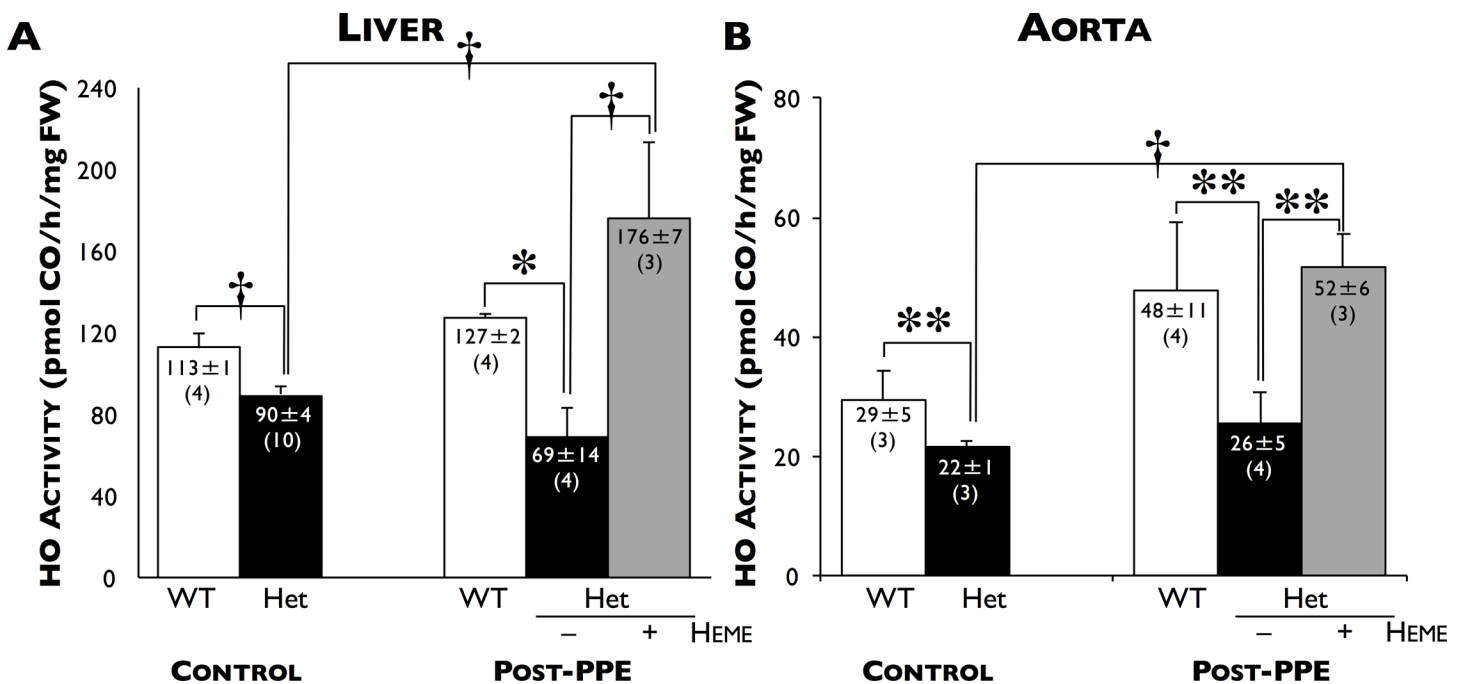 A
LIVER
HO ACTIVITY (pmol CO/h/mg FW)
240
200
160
120
80
40
0
‡
‡
‡
*
113±1
(4)
90±4
(10)
127±2
(4)
69±14
(4)
176±7
(3)
WT
Het
WT
Het
–
+
HEME
CONTROL
POST-PPE
B
AORTA
HO ACTIVITY (pmol CO/h/mg FW)
80
60
40
20
0
‡
**
**
**
29±5
(3)
22±1
(3)
48±11
(4)
26±5
(4)
52±6
(3)
WT
Het
WT
Het
–
+
HEME
CONTROL
POST-PPE